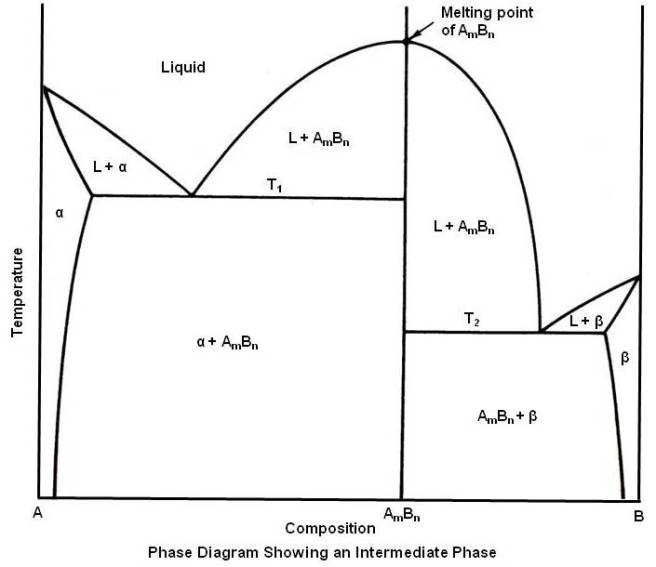 Melting point
of AₘBₙ
Liquid
L + AₘBₙ
L + α
T₁
α
L + AₘBₙ
Temperature
T₂
L + β
α + AₘBₙ
β
AₘBₙ + β
A
AₘBₙ
B
Composition
Phase Diagram Showing an Intermediate Phase